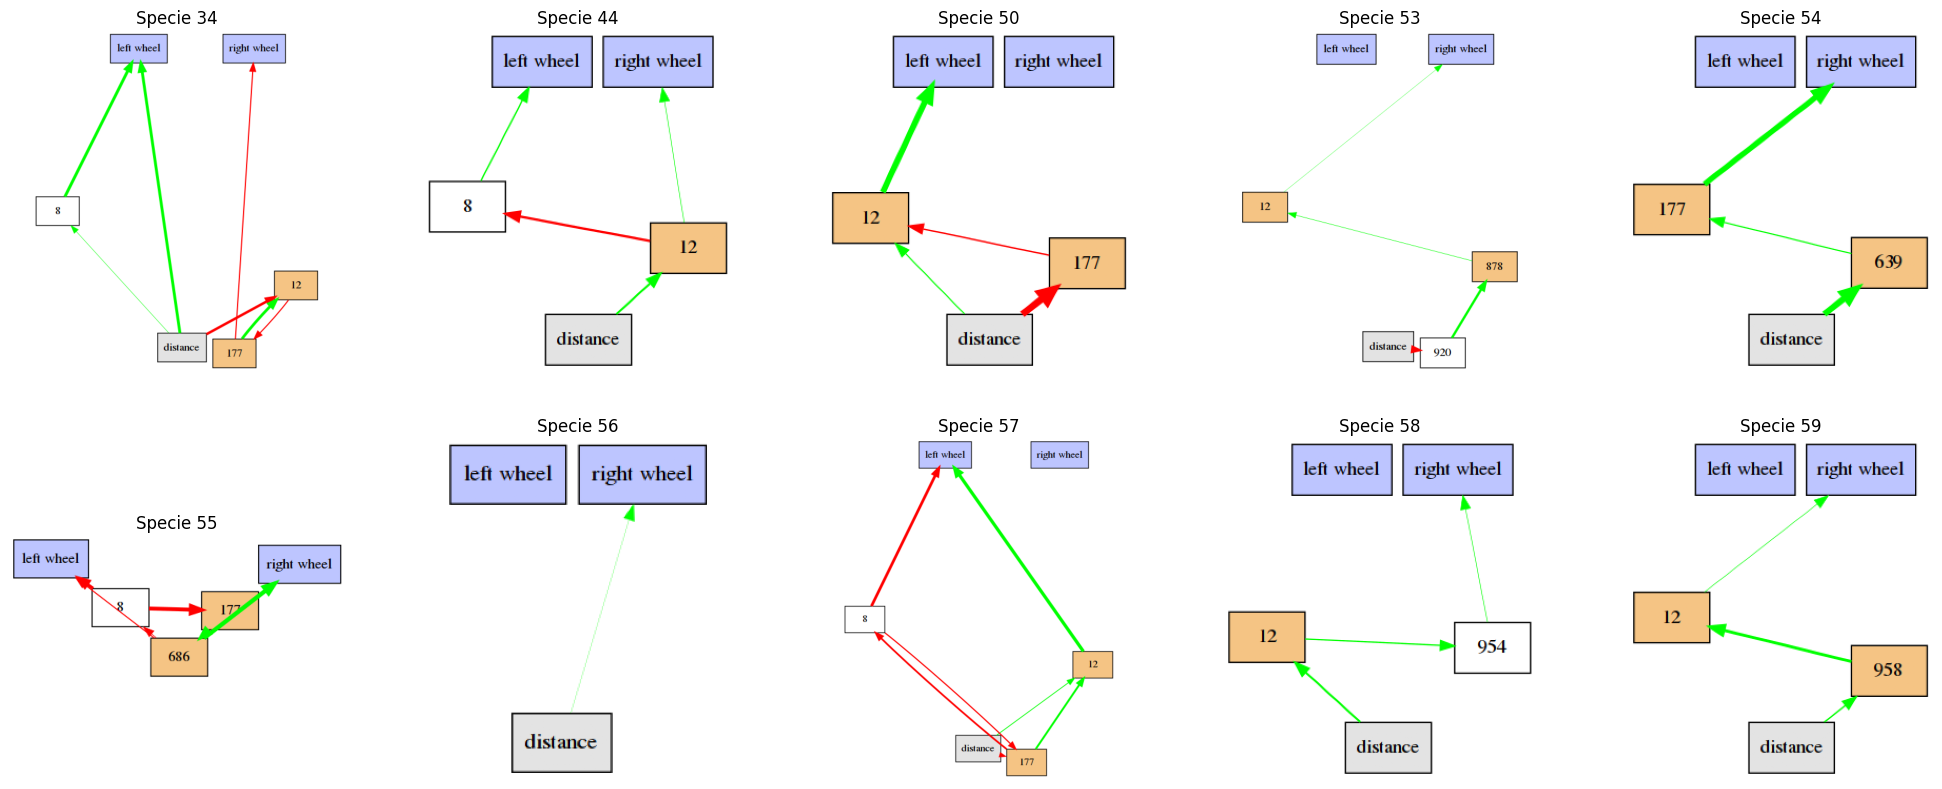 Specie 34
left wheel
right wheel
8
12
distance
177
Specie 44
left wheel
right wheel
8
12
distance
Specie 50
left wheel
right wheel
12
177
distance
Specie 53
left wheel
right wheel
12
878
distance
920
Specie 54
left wheel
right wheel
177
639
distance
Specie 55
left wheel
right wheel
8
177
686
Specie 56
left wheel
right wheel
distance
Specie 57
left wheel
right wheel
8
12
distance
177
Specie 58
left wheel
right wheel
12
954
distance
Specie 59
left wheel
right wheel
12
958
distance